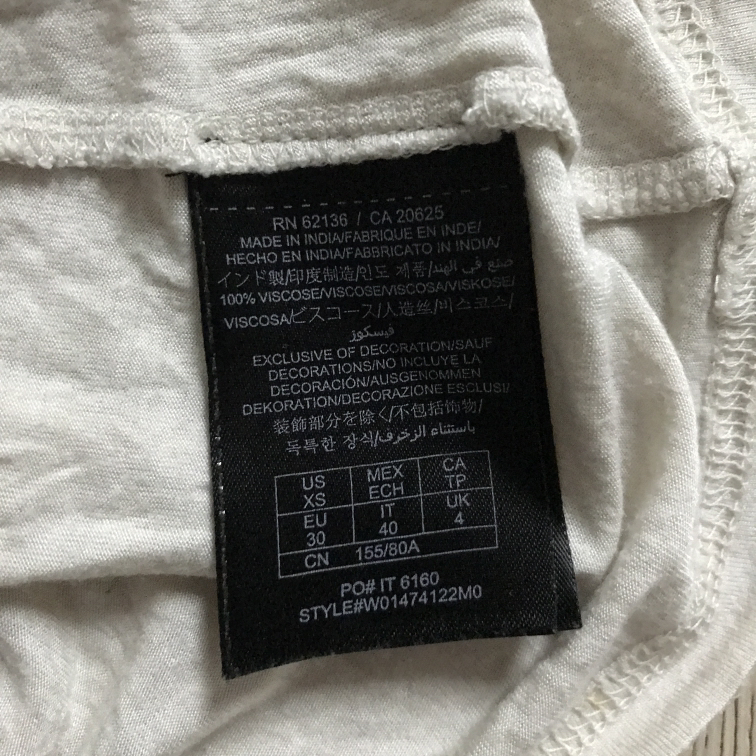 RN 62136 / CA 20625
MADE IN INDIA/FABRIQUE EN INDE/
HECHO EN INDIA/FABBRICATO IN INDIA/
インド製/印度制造/인도 제품/صنع في الهند
100% VISCOSE/VISCOSE/VISCOSA/VISKOSE/
VISCOSA/ビスコース/人造丝/비스코스/
فيسكوز
EXCLUSIVE OF DECORATION/SAUF
DECORATIONS/NO INCLUYE LA
DECORACIÓN/AUSGENOMMEN
DEKORATION/DECORAZIONE ESCLUSI/
装飾部分を除く/不包括饰物/
독특한 장식/باستثناء الزخرف
US XS MEX ECH CA TP
EU 30 IT 40 UK 4
CN 155/80A
PO# IT 6160
STYLE#W01474122M0